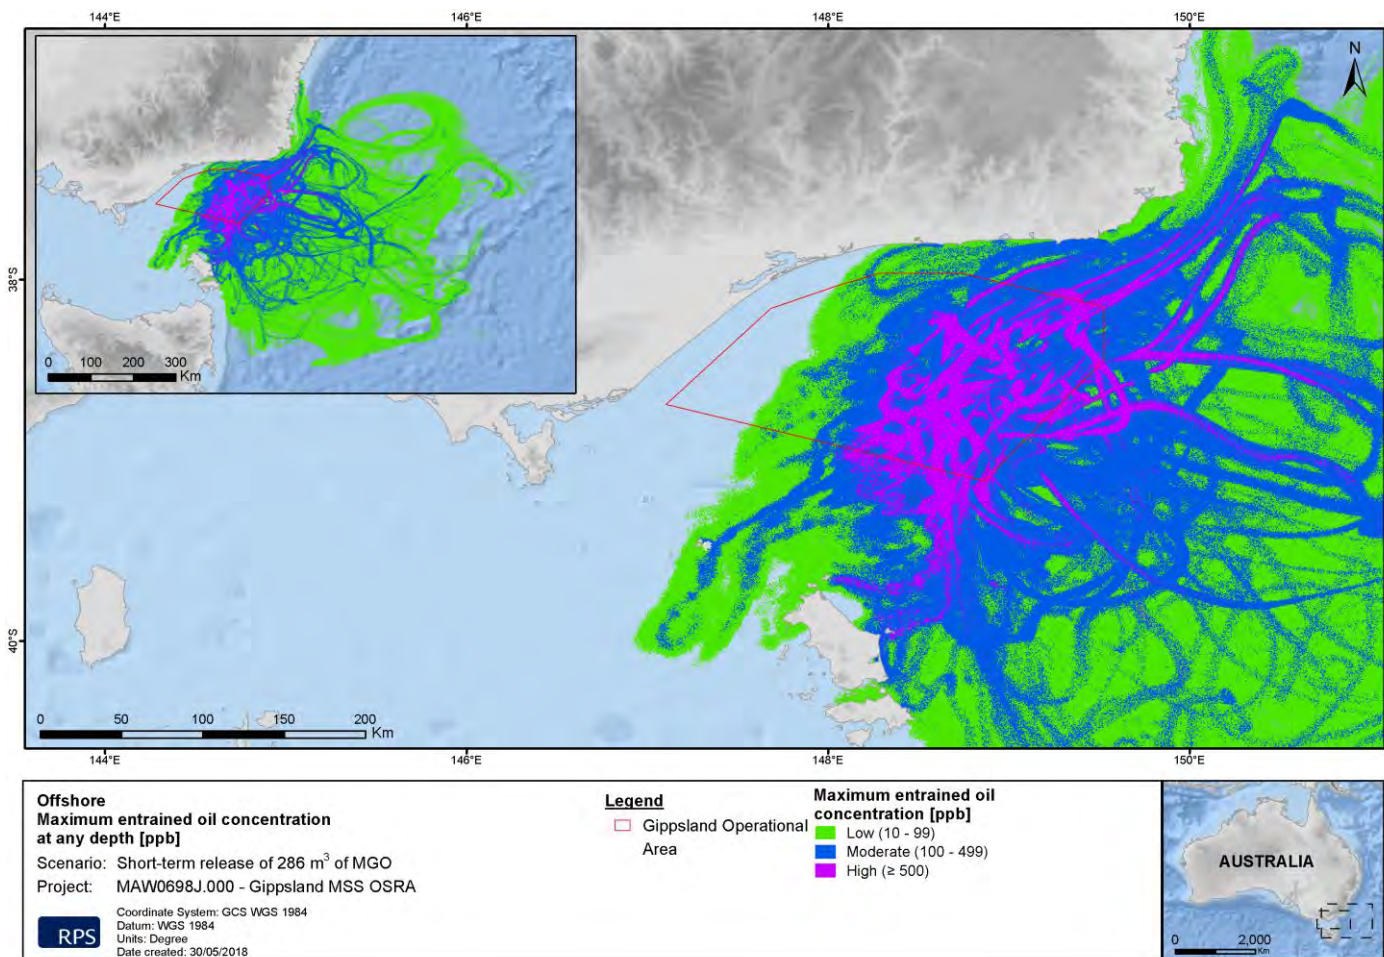 144°E
146°E
148°E
150°E
N
0 100 200 300
Km
38°S
40°S
0 50 100 150 200
Km
144°E
146°E
148°E
150°E
Offshore
Maximum entrained oil concentration
at any depth [ppb]
Scenario: Short-term release of 286 m³ of MGO
Project: MAW0698J.000 - Gippsland MSS OSRA
RPS
Coordinate System: GCS WGS 1984
Datum: WGS 1984
Units: Degree
Date created: 30/05/2018
Legend
Gippsland Operational
Area
Maximum entrained oil
concentration [ppb]
Low (10 - 99)
Moderate (100 - 499)
High (≥ 500)
AUSTRALIA
0 2,000
Km